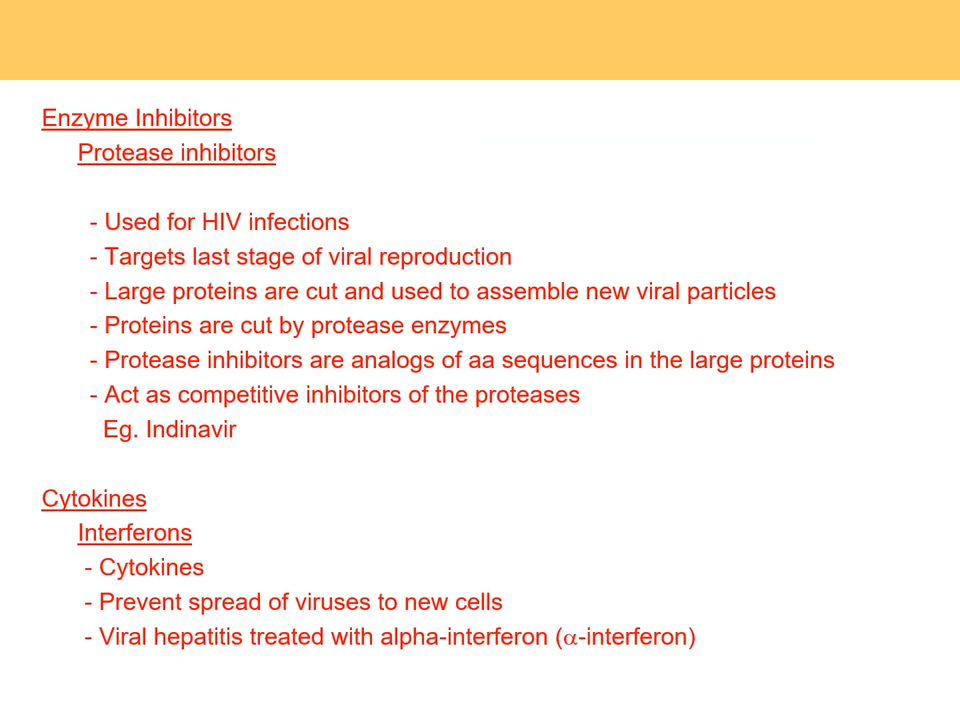 Enzyme Inhibitors
Protease inhibitors
- Used for HIV infections
- Targets last stage of viral reproduction
- Large proteins are cut and used to assemble new viral particles
- Proteins are cut by protease enzymes
- Protease inhibitors are analogs of aa sequences in the large proteins
- Act as competitive inhibitors of the proteases
Eg. Indinavir
Cytokines
Interferons
- Cytokines
- Prevent spread of viruses to new cells
- Viral hepatitis treated with alpha-interferon (α-interferon)